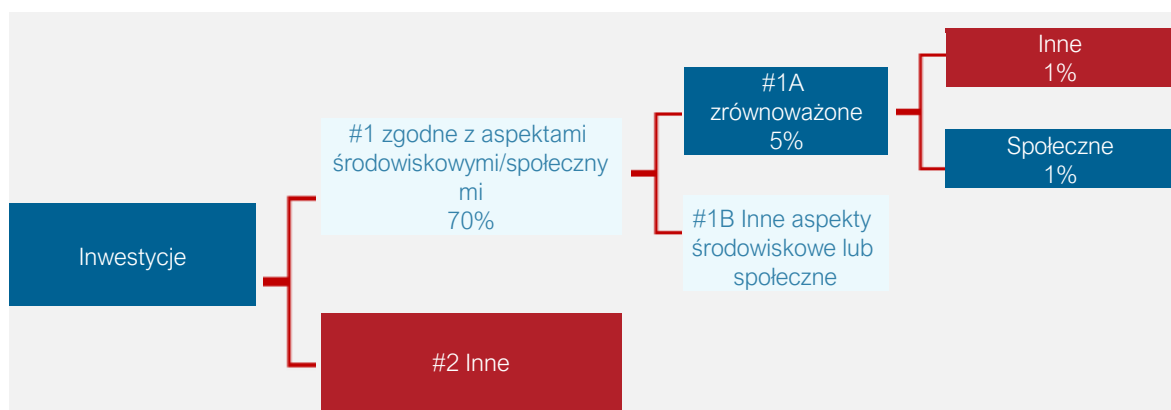 Inwestycje
#1 zgodne z aspektami
środowiskowymi/społeczny
mi
70%
#2 Inne
#1A
zrównoważone
5%
#1B Inne aspekty
środowiskowe lub
społeczne
Inne
1%
Społeczne
1%